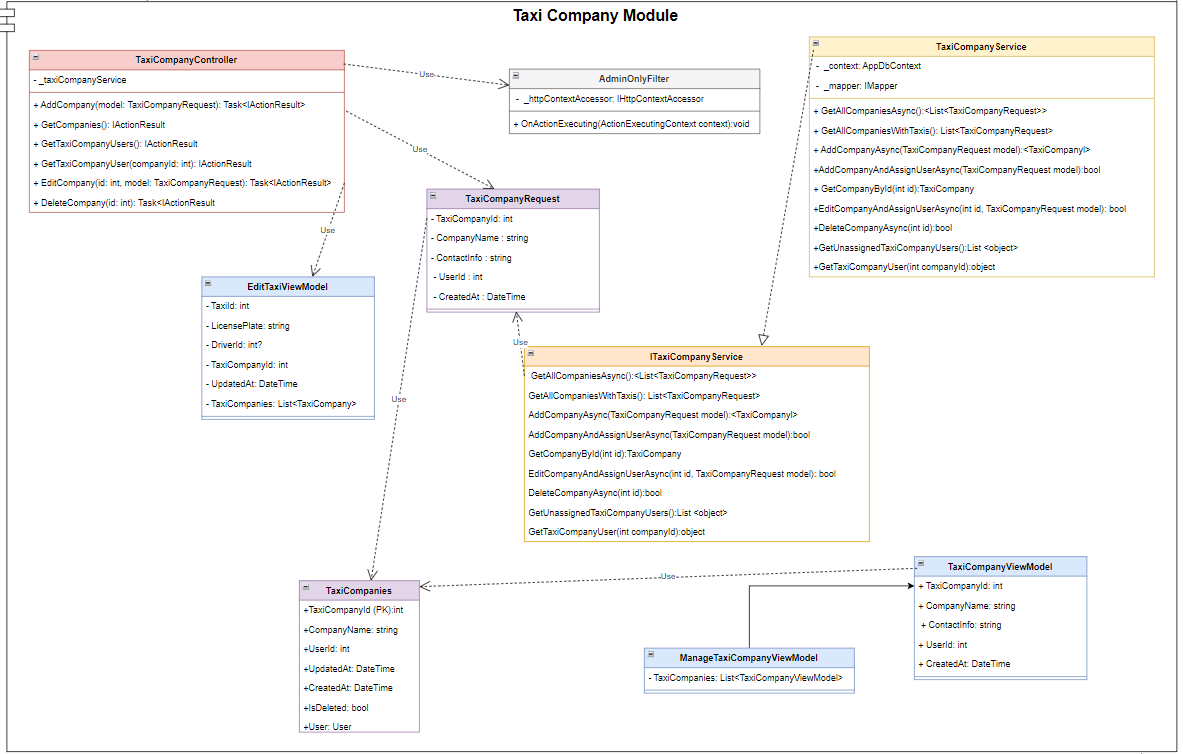 Taxi Company Module
TaxiCompanyController
- _taxiCompanyService
+ AddCompany(model: TaxiCompanyRequest): Task<IActionResult>
+ GetCompanies(): IActionResult
+ GetTaxiCompanyUsers(): IActionResult
+ GetTaxiCompanyUser(companyId: int): IActionResult
+ EditCompany(id: int, model: TaxiCompanyRequest): Task<IActionResult>
+ DeleteCompany(id: int): Task<IActionResult
Use
AdminOnlyFilter
- _httpContextAccessor: IHttpContextAccessor
+ OnActionExecuting(ActionExecutingContext context):void
TaxiCompanyService
- _context: AppDbContext
- _mapper: IMapper
+ GetAllCompaniesAsync():<List<TaxiCompanyRequest>>
+ GetAllCompaniesWithTaxis(): List<TaxiCompanyRequest>
+ AddCompanyAsync(TaxiCompanyRequest model):<TaxiCompanyI>
+AddCompanyAndAssignUserAsync(TaxiCompanyRequest model):bool
+ GetCompanyById(int id):TaxiCompany
+EditCompanyAndAssignUserAsync(int id, TaxiCompanyRequest model): bool
+DeleteCompanyAsync(int id):bool
+GetUnassignedTaxiCompanyUsers():List <object>
+GetTaxiCompanyUser(int companyId):object
Use
TaxiCompanyRequest
- TaxiCompanyId: int
- CompanyName : string
- ContactInfo : string
- UserId : int
- CreatedAt : DateTime
Use
EditTaxiViewModel
- TaxiId: int
- LicensePlate: string
- DriverId: int?
- TaxiCompanyId: int
- UpdatedAt: DateTime
- TaxiCompanies: List<TaxiCompany>
Use
ITaxiCompanyService
GetAllCompaniesAsync():<List<TaxiCompanyRequest>>
GetAllCompaniesWithTaxis(): List<TaxiCompanyRequest>
AddCompanyAsync(TaxiCompanyRequest model):<TaxiCompanyI>
AddCompanyAndAssignUserAsync(TaxiCompanyRequest model):bool
GetCompanyById(int id):TaxiCompany
EditCompanyAndAssignUserAsync(int id, TaxiCompanyRequest model): bool
DeleteCompanyAsync(int id):bool
GetUnassignedTaxiCompanyUsers():List <object>
GetTaxiCompanyUser(int companyId):object
Use
TaxiCompanies
+TaxiCompanyId (PK):int
+CompanyName: string
+UserId: int
+UpdatedAt: DateTime
+CreatedAt: DateTime
+IsDeleted: bool
+User: User
Use
ManageTaxiCompanyViewModel
- TaxiCompanies: List<TaxiCompanyViewModel>
TaxiCompanyViewModel
+ TaxiCompanyId: int
+ CompanyName: string
+ ContactInfo: string
+ UserId: int
+ CreatedAt: DateTime